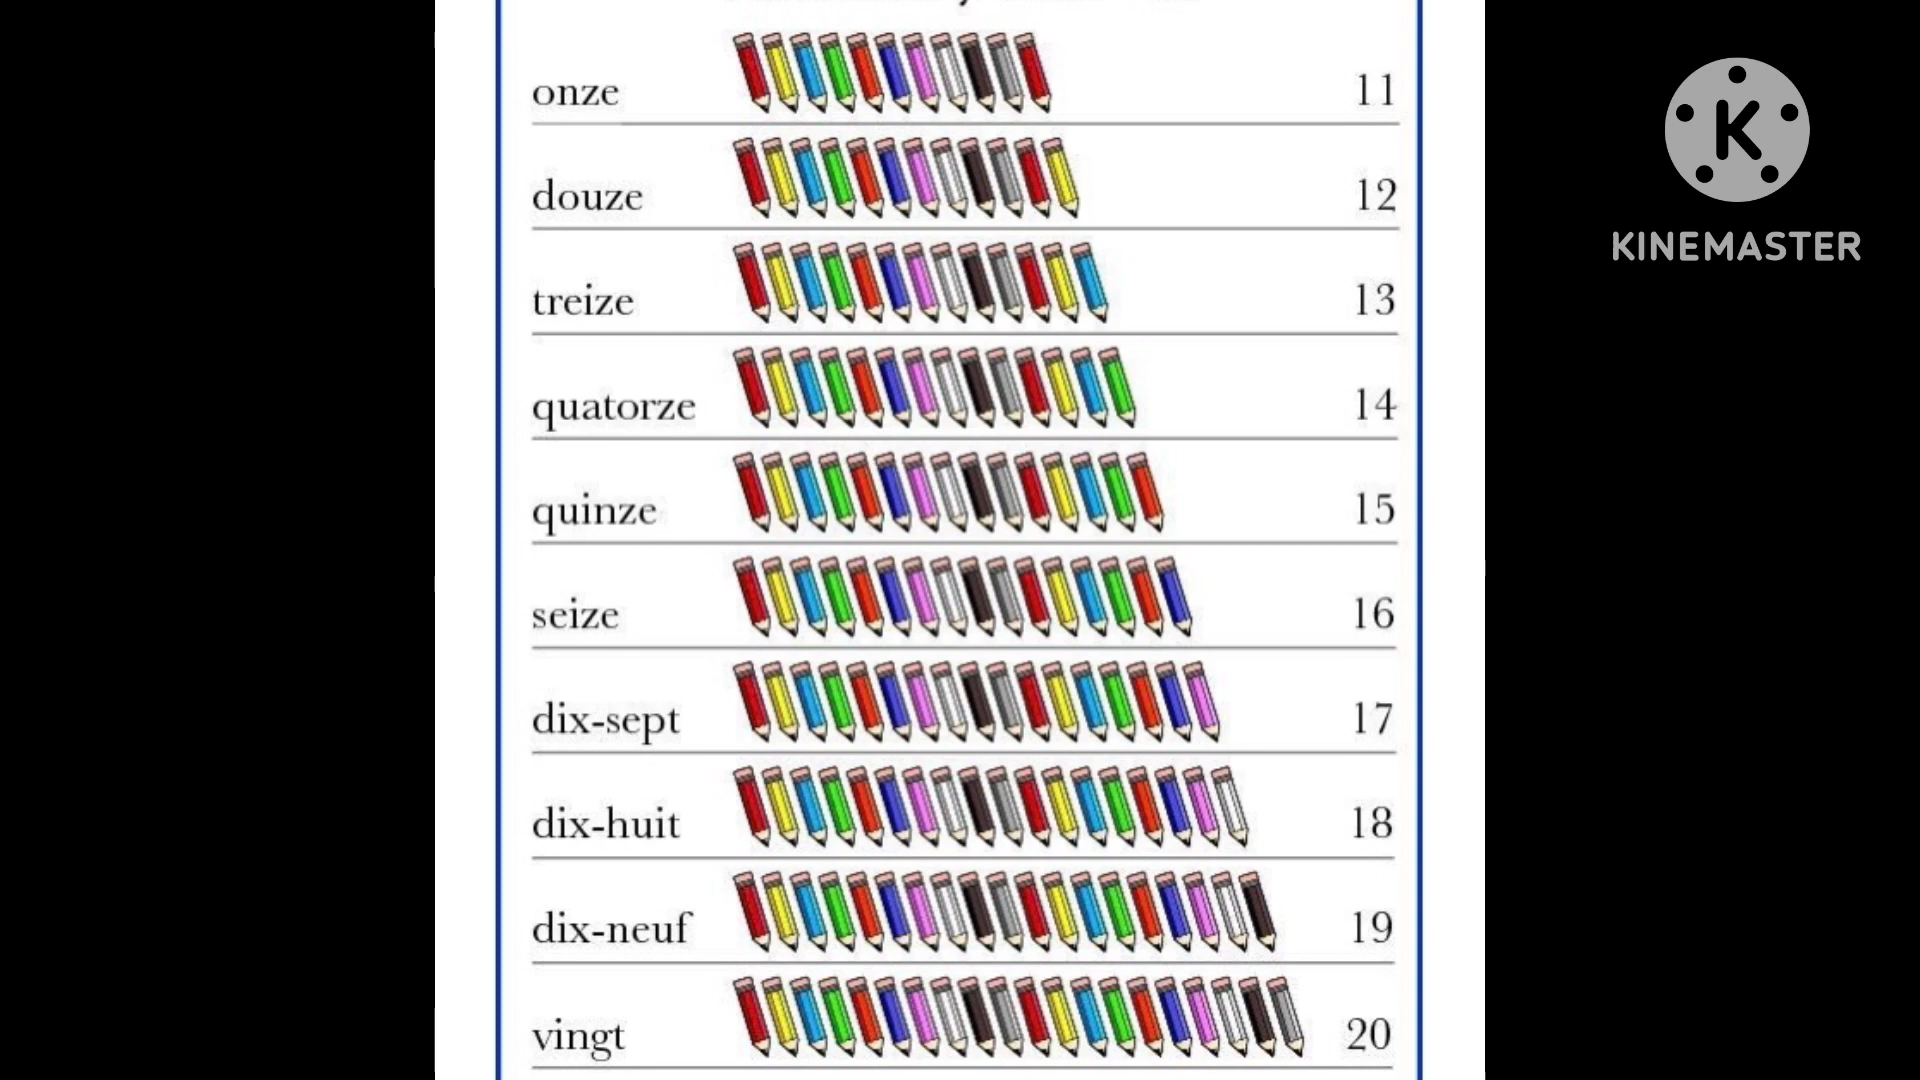 onze 11
douze 12
treize 13
quatorze 14
quinze 15
seize 16
dix-sept 17
dix-huit 18
dix-neuf 19
vingt 20
K
KINEMASTER